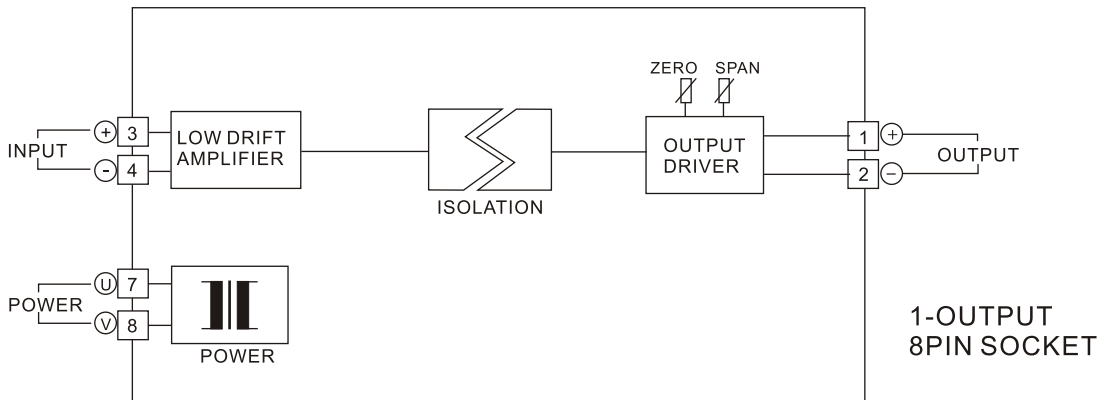 ZERO SPAN
INPUT
+
3
-
4
LOW DRIFT
AMPLIFIER
ISOLATION
OUTPUT
DRIVER
1
+
2
−
OUTPUT
POWER
U
7
V
8
POWER
1-OUTPUT
8PIN SOCKET